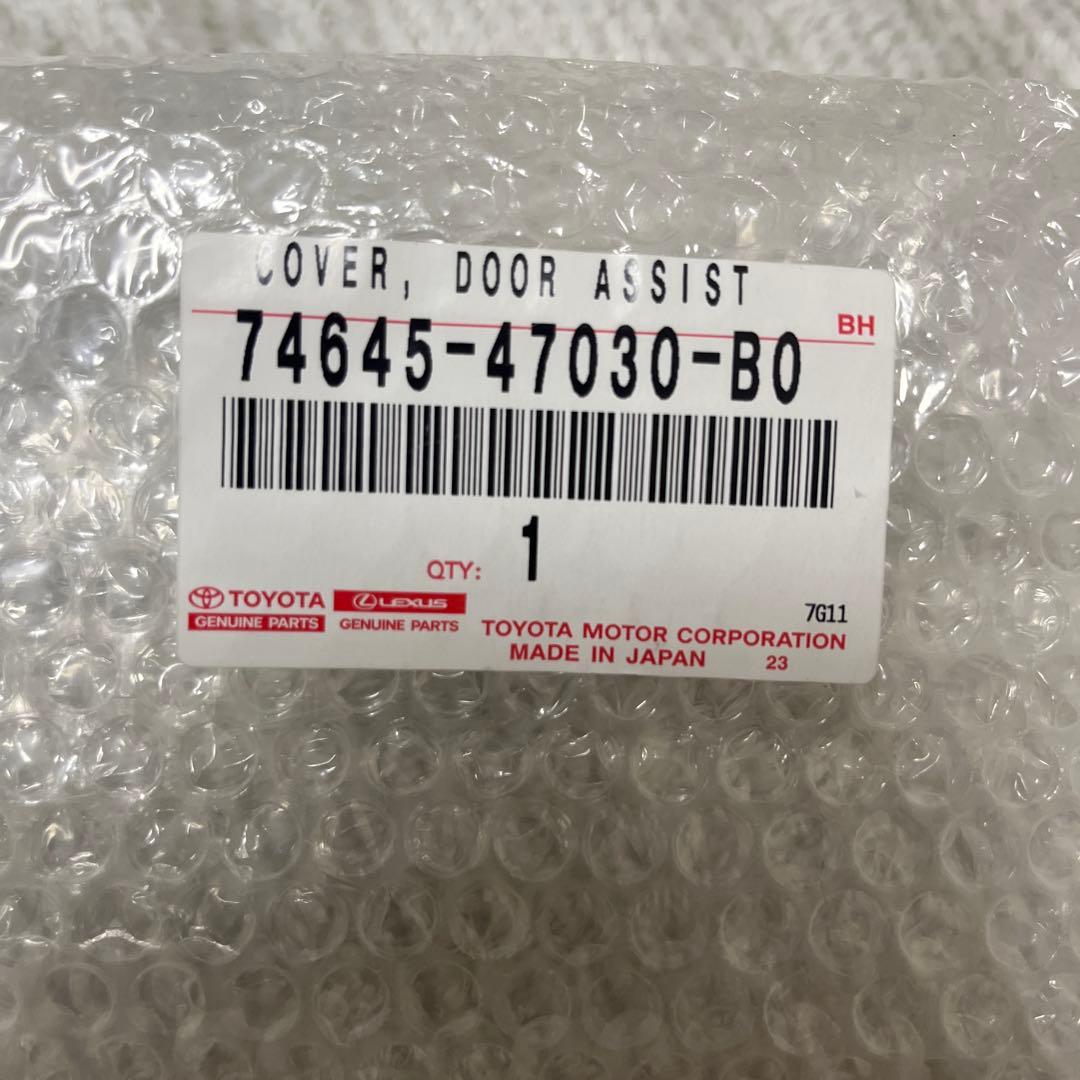 COVER, DOOR ASSIST
BH
74645-47030-B0
1
QTY:
TOYOTA
GENUINE PARTS
LEXUS
GENUINE PARTS
7G11
TOYOTA MOTOR CORPORATION
MADE IN JAPAN 23